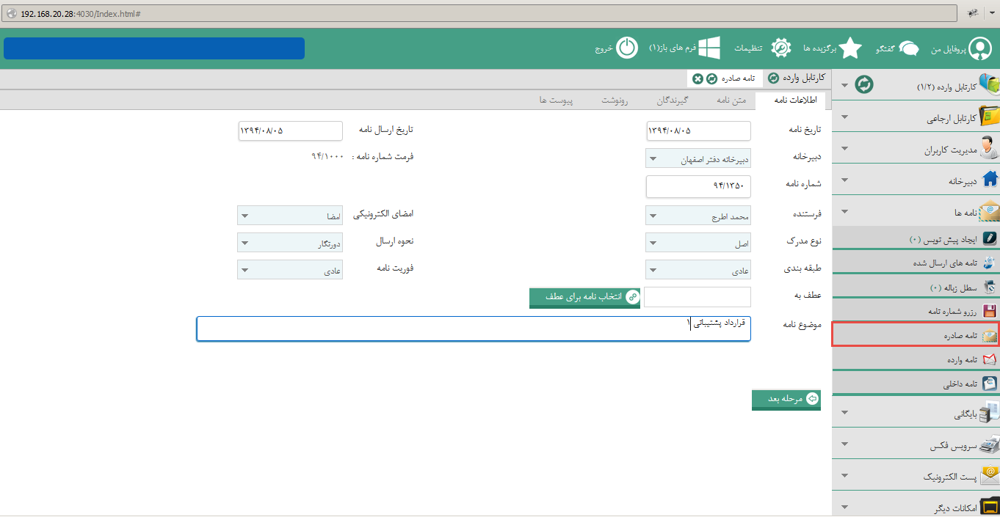 192.168.20.28:4030/Index.html#
پروفایل من
گفتگو
برگزیده ها
تنظیمات
فرم های باز(۱)
خروج
کارتابل وارده
نامه صادره
اطلاعات نامه
متن نامه
گیرندگان
رونوشت
پیوست ها
تاریخ نامه
۱۳۹۴/۰۸/۰۵
تاریخ ارسال نامه
۱۳۹۴/۰۸/۰۵
دبیرخانه
دبیرخانه دفتر اصفهان
فرمت شماره نامه :
۹۴/۱۰۰۰
شماره نامه
۹۴/۱۳۵۰
فرستنده
محمد اطرج
امضای الکترونیکی
امضا
نوع مدرک
اصل
نحوه ارسال
دورنگار
طبقه بندی
عادی
فوریت نامه
عادی
عطف به
انتخاب نامه برای عطف
موضوع نامه
قرارداد پشتیبانی ۱
مرحله بعد
کارتابل وارده (۱/۲)
کارتابل ارجاعی
مدیریت کاربران
دبیرخانه
نامه ها
ایجاد پیش نویس (۰)
نامه های ارسال شده
سطل زباله (۰)
رزرو شماره نامه
نامه صادره
نامه وارده
نامه داخلی
بایگانی
سرویس فکس
پست الکترونیک
امکانات دیگر